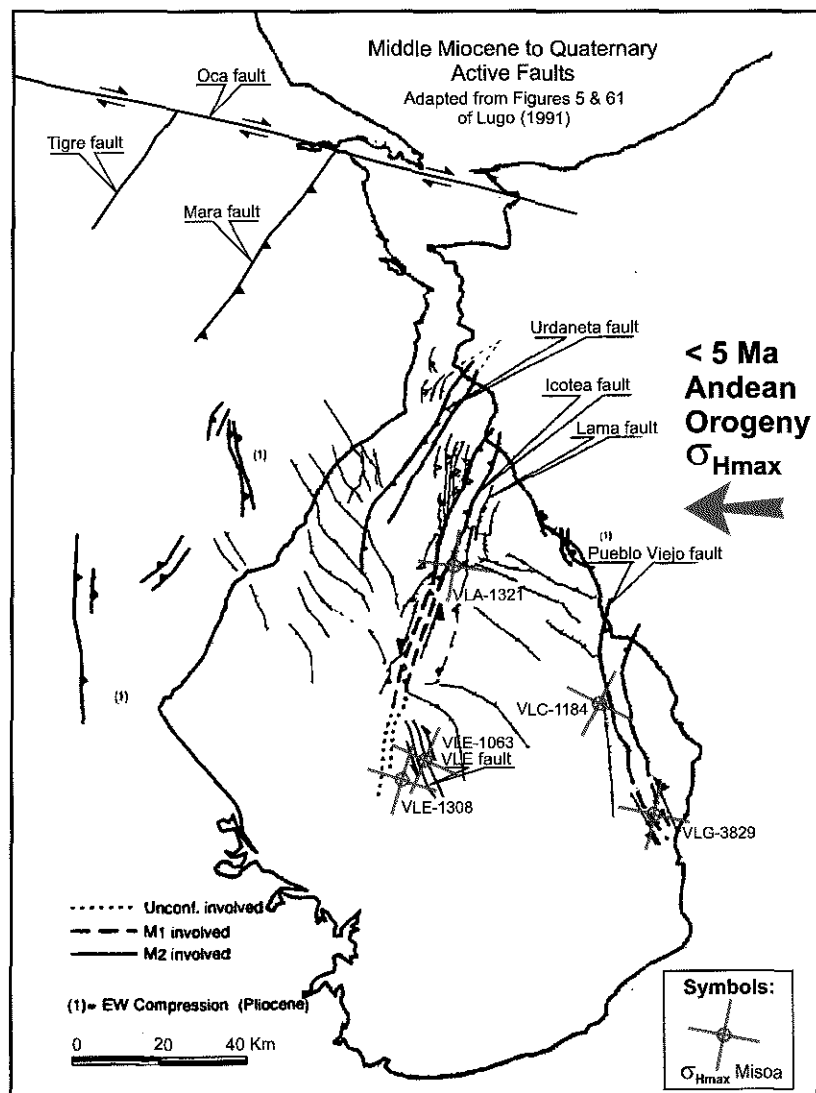 Middle Miocene to Quaternary
Active Faults
Adapted from Figures 5 & 61
of Lugo (1991)
Oca fault
Tigre fault
Mara fault
Urdaneta fault
Icotea fault
Lama fault
< 5 Ma
Andean
Orogeny
σHmax
(1)
(1)
Pueblo Viejo fault
VLA-1321
(1)
VLC-1184
VLE-1063
VLE fault
VLE-1308
VLG-3829
Unconf. involved
M1 involved
M2 involved
(1)= EW Compression (Pliocene)
0 20 40 Km
Symbols:
σHmax Misoa